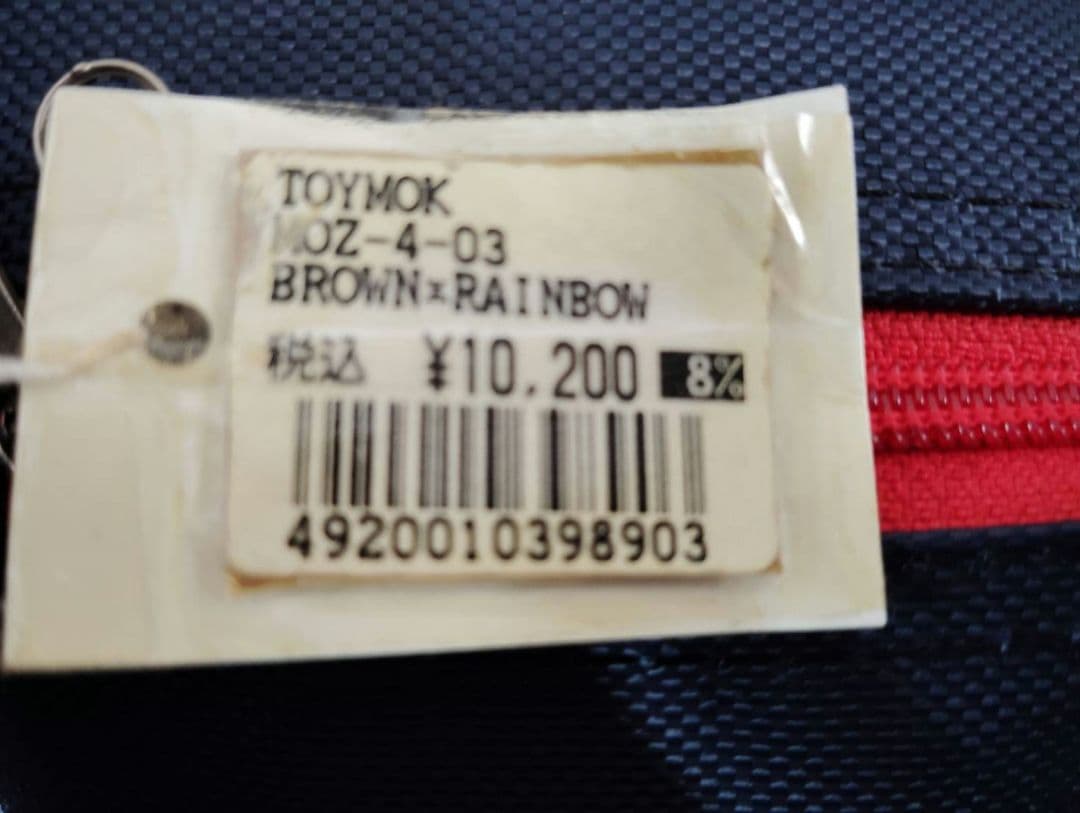 TOYMOK
MOZ-4-03
BROWN×RAINBOW
税込 ¥10,200 8%
4920010398903